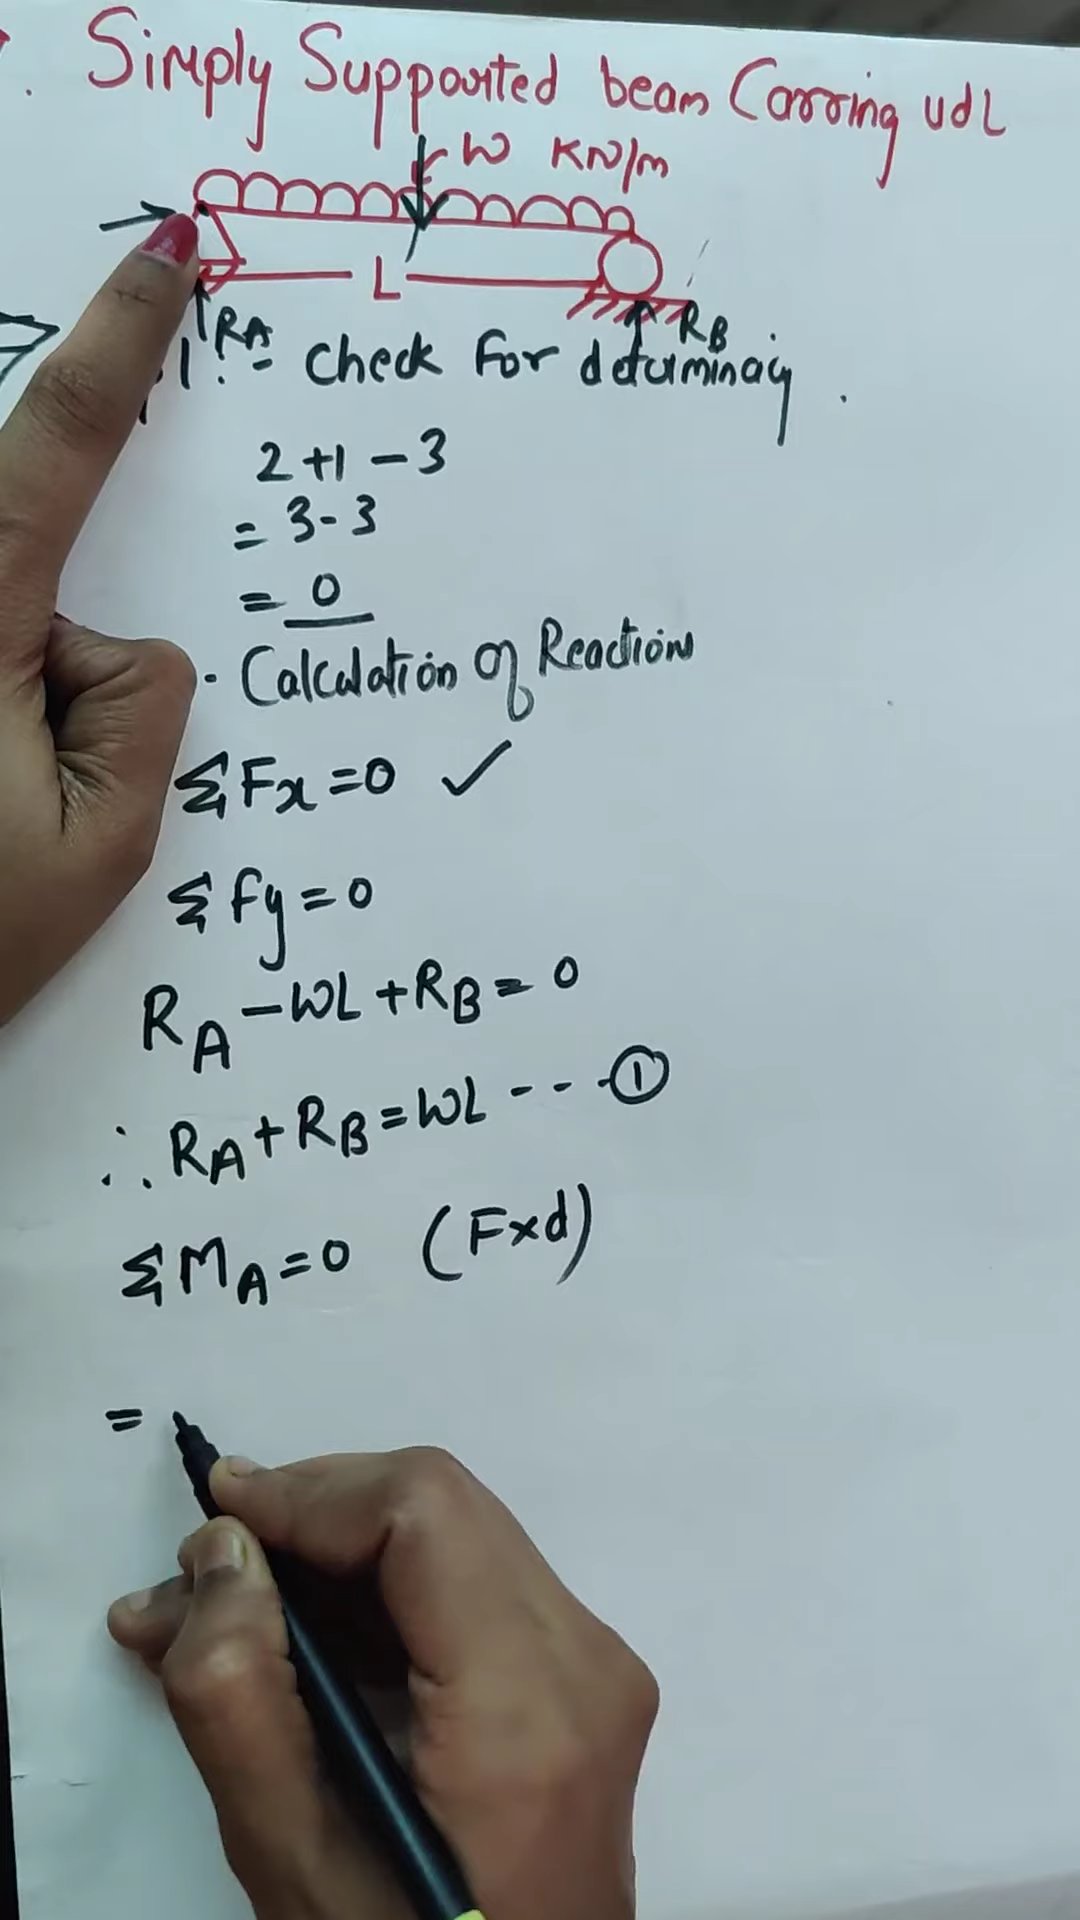 Simply Supported beam Carring udl
W KN/m
L
RA
RB
1 :- Check For determinacy .
2 + 1 - 3
= 3 - 3
= 0
. Calculation of Reactions
ΣFx = 0 ✓
Σfy = 0
RA - WL + RB = 0
∴ RA + RB = WL --- ①
ΣMA = 0 (F×d)
=